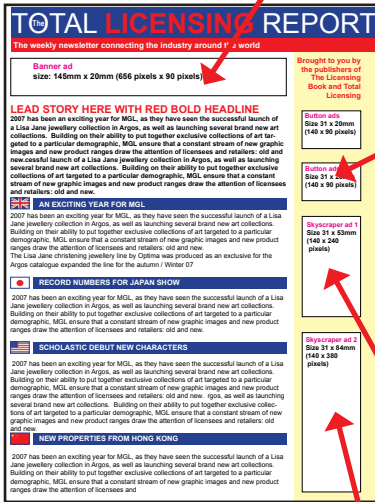 TOTAL LICENSING REPORT
The weekly newsletter connecting the industry around the world
Banner ad
size: 145mm x 20mm (656 pixels x 90 pixels)
Brought to you by
the publishers of
The Licensing
Book and Total
Licensing
LEAD STORY HERE WITH RED BOLD HEADLINE
2007 has been an exciting year for MGL, as they have seen the successful launch of
a Lisa Jane jewellery collection in Argos, as well as launching several brand new art
collections. Building on their ability to put together exclusive collections of art tar-
geted to a particular demographic, MGL ensure that a constant stream of new graphic
images and new product ranges draw the attention of licensees and retailers: old and
new.cessful launch of a Lisa Jane jewellery collection in Argos, as well as launching
several brand new art collections. Building on their ability to put together exclusive
collections of art targeted to a particular demographic, MGL ensure that a constant
stream of new graphic images and new product ranges draw the attention of licensees
and retailers: old and new.
AN EXCITING YEAR FOR MGL
2007 has been an exciting year for MGL, as they have seen the successful launch of a Lisa
Jane jewellery collection in Argos, as well as launching several brand new art collections.
Building on their ability to put together exclusive collections of art targeted to a particular
demographic, MGL ensure that a constant stream of new graphic images and new product
ranges draw the attention of licensees and retailers: old and new.
The Lisa Jane christening jewellery line by Optima was produced as an exclusive for the
Argos catalogue expanded the line for the autumn / Winter 07
RECORD NUMBERS FOR JAPAN SHOW
2007 has been an exciting year for MGL, as they have seen the successful launch of a Lisa
Jane jewellery collection in Argos, as well as launching several brand new art collections.
Building on their ability to put together exclusive collections of art targeted to a particular
demographic, MGL ensure that a constant stream of new graphic images and new product
ranges draw the attention of licensees and retailers: old and new.
SCHOLASTIC DEBUT NEW CHARACTERS
2007 has been an exciting year for MGL, as they have seen the successful launch of a Lisa
Jane jewellery collection in Argos, as well as launching several brand new art collections.
Building on their ability to put together exclusive collections of art targeted to a particular
demographic, MGL ensure that a constant stream of new graphic images and new product
ranges draw the attention of licensees and retailers: old and new. rgos, as well as launching
several brand new art collections. Building on their ability to put together exclusive collec-
tions of art targeted to a particular demographic, MGL ensure that a constant stream of new
graphic images and new product ranges draw the attention of licensees and retailers: old
and new.
NEW PROPERTIES FROM HONG KONG
2007 has been an exciting year for MGL, as they have seen the successful launch of a Lisa
Jane jewellery collection in Argos, as well as launching several brand new art collections.
Building on their ability to put together exclusive collections of art targeted to a particular
demographic, MGL ensure that a constant stream of new graphic images and new product
ranges draw the attention of licensees and
Button ads
Size 31 x 20mm
(140 x 90 pixels)
Button ads
Size 31 x 20mm
(140 x 90 pixels)
Skyscraper ad 1
Size 31 x 53mm
(140 x 240
pixels)
Skyscraper ad 2
Size 31 x 84mm
(140 x 380
pixels)